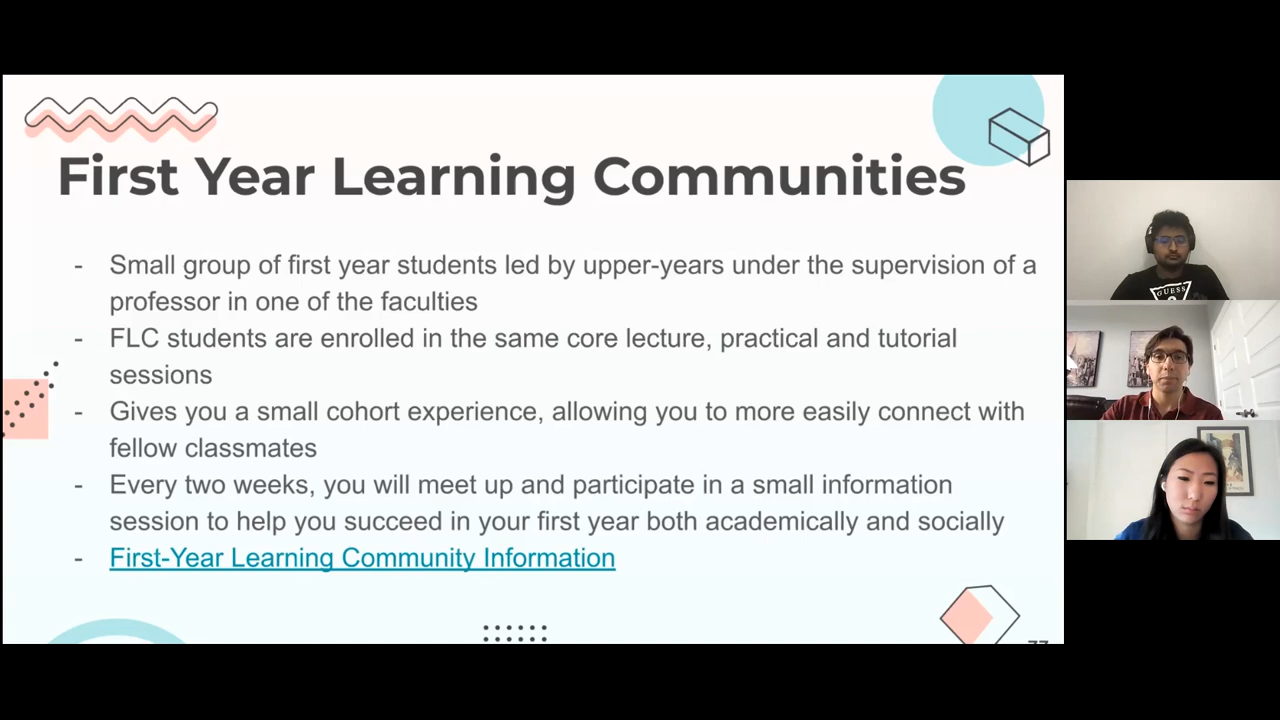 First Year Learning Communities
- Small group of first year students led by upper-years under the supervision of a
professor in one of the faculties
- FLC students are enrolled in the same core lecture, practical and tutorial
sessions
- Gives you a small cohort experience, allowing you to more easily connect with
fellow classmates
- Every two weeks, you will meet up and participate in a small information
session to help you succeed in your first year both academically and socially
- First-Year Learning Community Information
GUESS